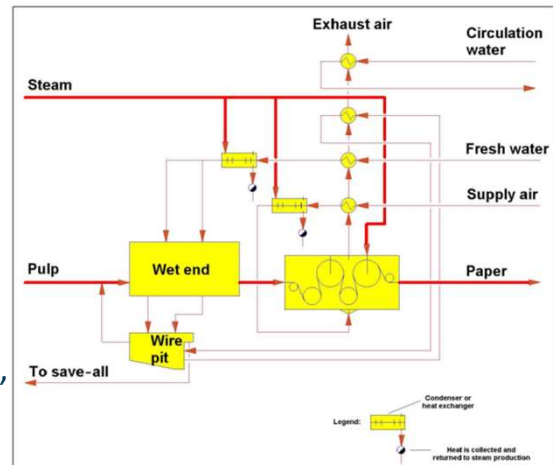 Exhaust air
Circulation
water
Steam
Fresh water
Supply air
Pulp
Wet end
Paper
Wire
pit
To save-all
,
Legend:
Condenser or
heat exchanger
Heat is collected and
returned to steam production